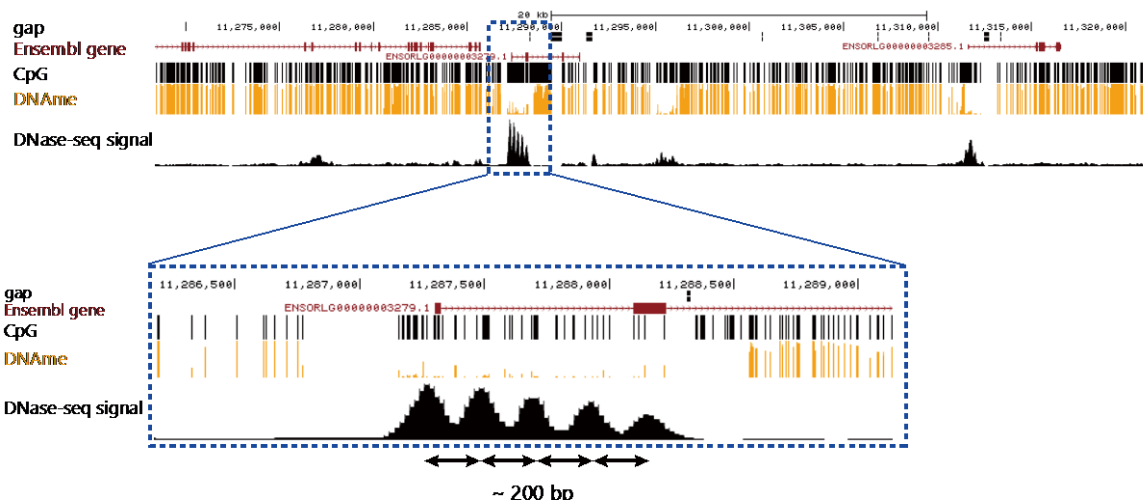 20 kb
gap 11,275,000 11,280,000 11,285,000 11,290,000 11,295,000 11,300,000 11,305,000 11,310,000 11,315,000 11,320,000
Ensembl gene ENSORLG00000003285.1
ENSORLG00000003279.1
CpG
DNAme
DNase-seq signal
11,286,500 11,287,000 11,287,500 11,288,000 11,288,500 11,289,000
gap
Ensembl gene ENSORLG00000003279.1
CpG
DNAme
DNase-seq signal
~ 200 bp